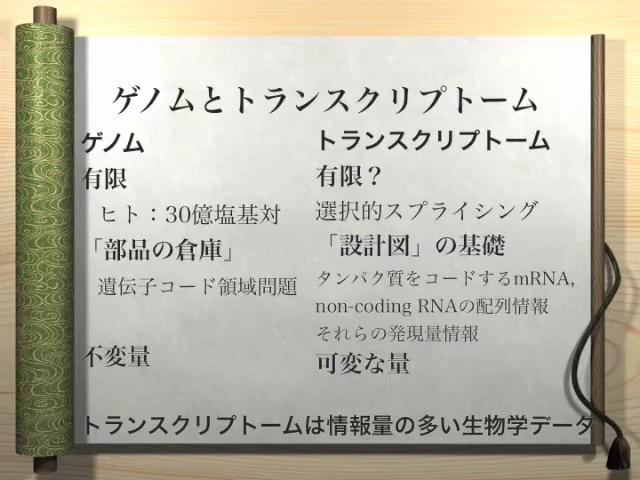 ゲノムとトランスクリプトーム
ゲノム
有限
ヒト：30億塩基対
「部品の倉庫」
遺伝子コード領域問題
不変量
トランスクリプトーム
有限？
選択的スプライシング
「設計図」の基礎
タンパク質をコードするmRNA,
non-coding RNAの配列情報
それらの発現量情報
可変な量
トランスクリプトームは情報量の多い生物学データ